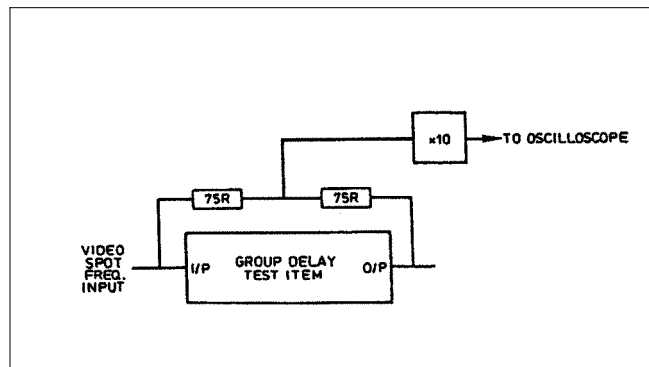 ×10
TO OSCILLOSCOPE
75R
75R
VIDEO
SPOT
FREQ.
INPUT
I/P
GROUP DELAY
TEST ITEM
O/P